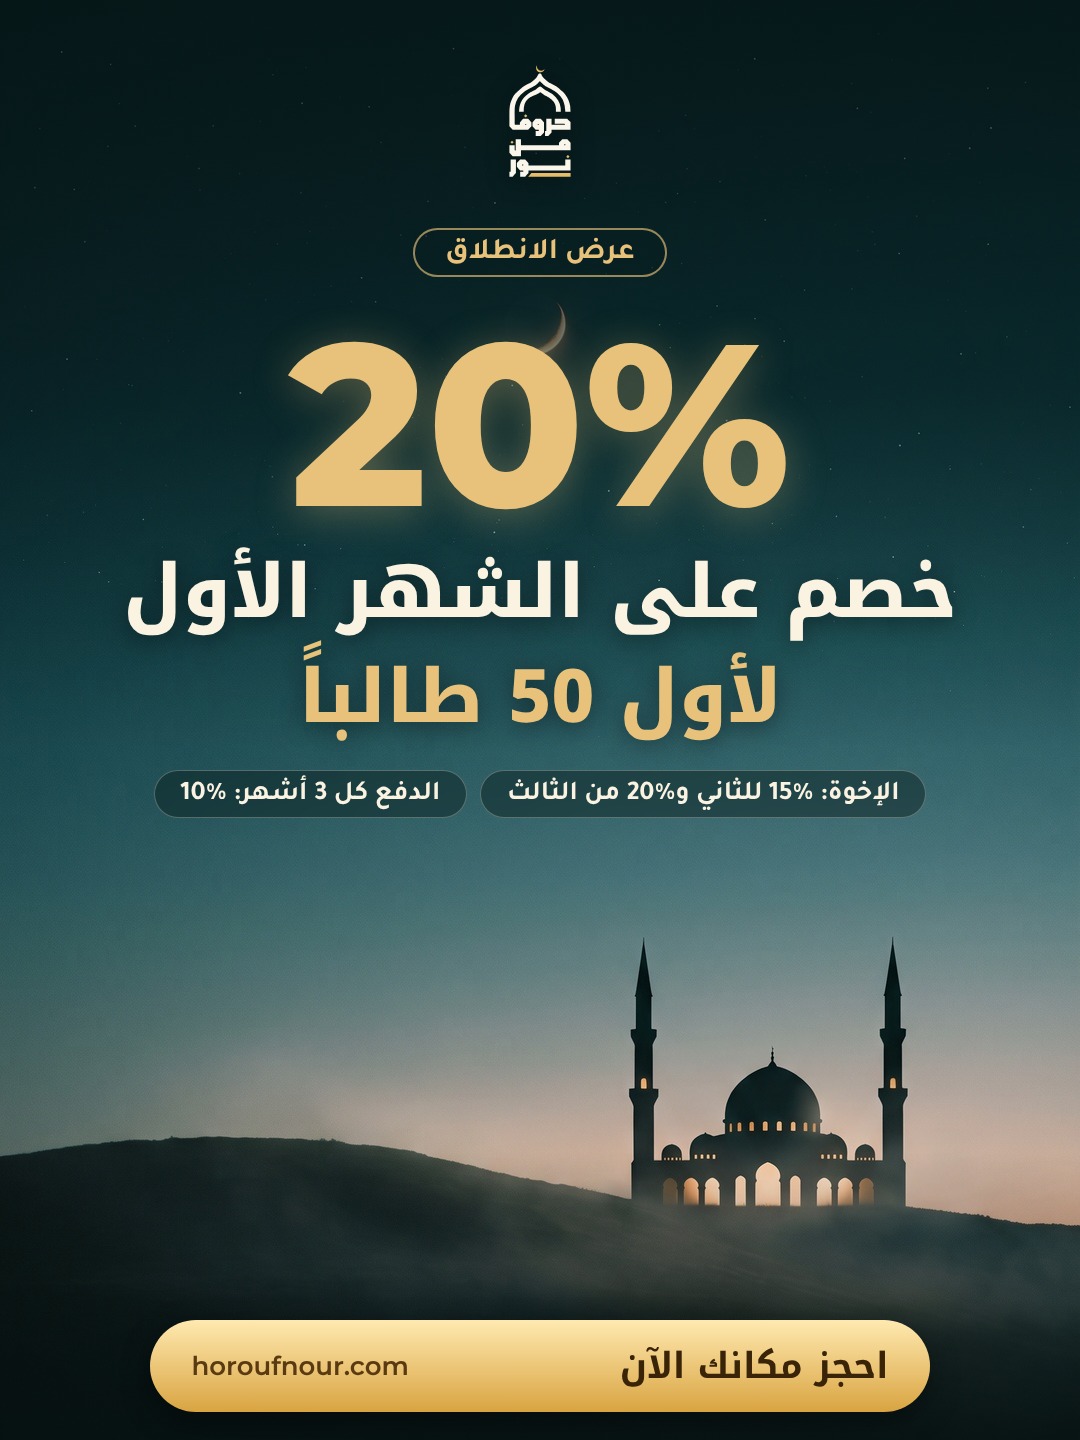 حروفا
من
نور
عرض الانطلاق
20%
خصم على الشهر الأول
لأول 50 طالباً
الإخوة: 15% للثاني و20% من الثالث
الدفع كل 3 أشهر: 10%
احجز مكانك الآن
horoufnour.com